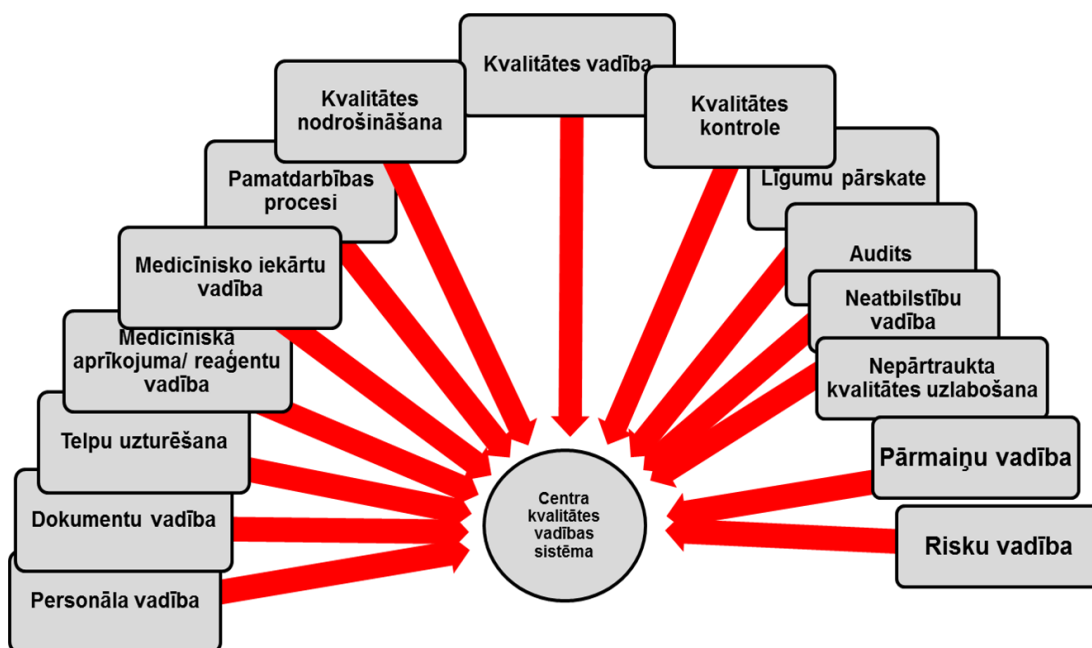 Kvalitātes vadība
Kvalitātes
nodrošināšana
Kvalitātes
kontrole
Pamatdarbības
procesi
Līgumu pārskate
Medicīnisko iekārtu
vadība
Audits
Medicīniskā
aprīkojuma/ reaģentu
vadība
Neatbilstību
vadība
Nepārtraukta
kvalitātes uzlabošana
Telpu uzturēšana
Pārmaiņu vadība
Dokumentu vadība
Centra
kvalitātes
vadības
sistēma
Risku vadība
Personāla vadība